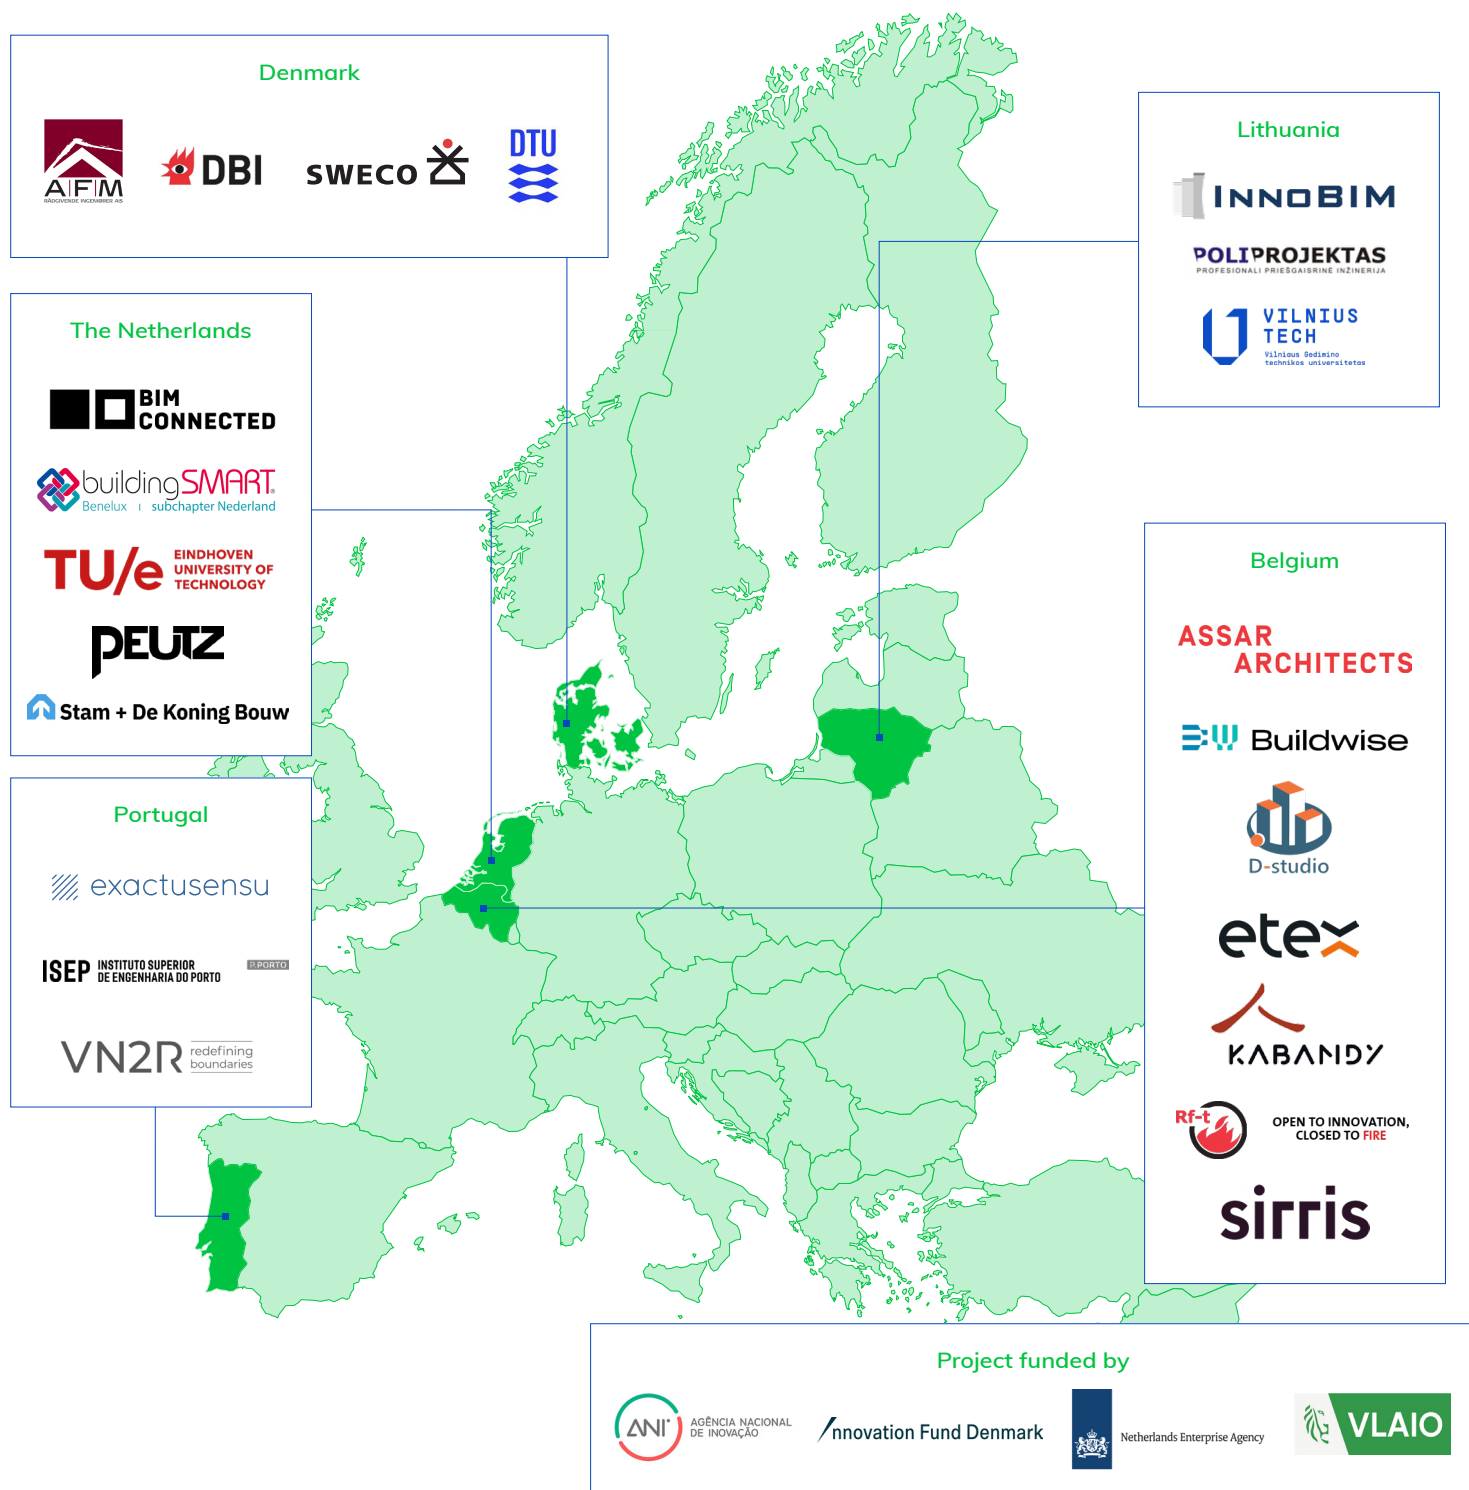 Denmark
A|F|M
RÅDGIVENDE INGENIØRER A/S
DBI
SWECO
DTU
Lithuania
INNOBIM
POLIPROJEKTAS
PROFESIONALI PRIEŠGAISRINĖ INŽINERIJA
VILNIUS
TECH
Vilniaus Gedimino
technikos universitetas
The Netherlands
BIM
CONNECTED
buildingSMART®
Benelux | subchapter Nederland
TU/e
EINDHOVEN
UNIVERSITY OF
TECHNOLOGY
PEUTZ
Stam + De Koning Bouw
Belgium
ASSAR
ARCHITECTS
Buildwise
D-studio
etex
KABANDY
Rf-t
OPEN TO INNOVATION,
CLOSED TO FIRE
sirris
Portugal
exactusensu
ISEP
INSTITUTO SUPERIOR
DE ENGENHARIA DO PORTO
P.PORTO
VN2R
redefining
boundaries
Project funded by
ANI
AGÊNCIA NACIONAL
DE INOVAÇÃO
Innovation Fund Denmark
Netherlands Enterprise Agency
VLAIO